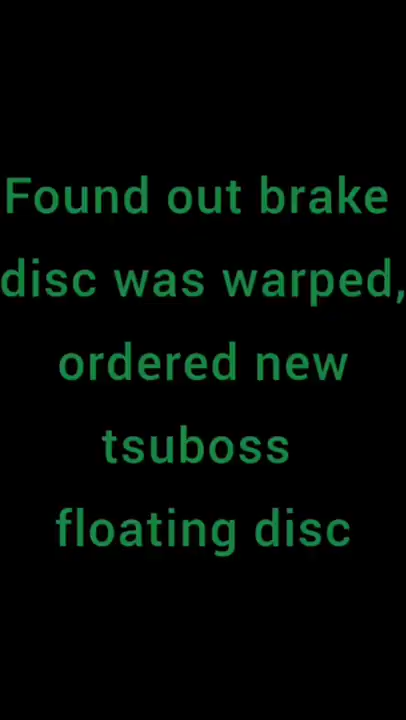 Found out brake
disc was warped,
ordered new
tsuboss
floating disc